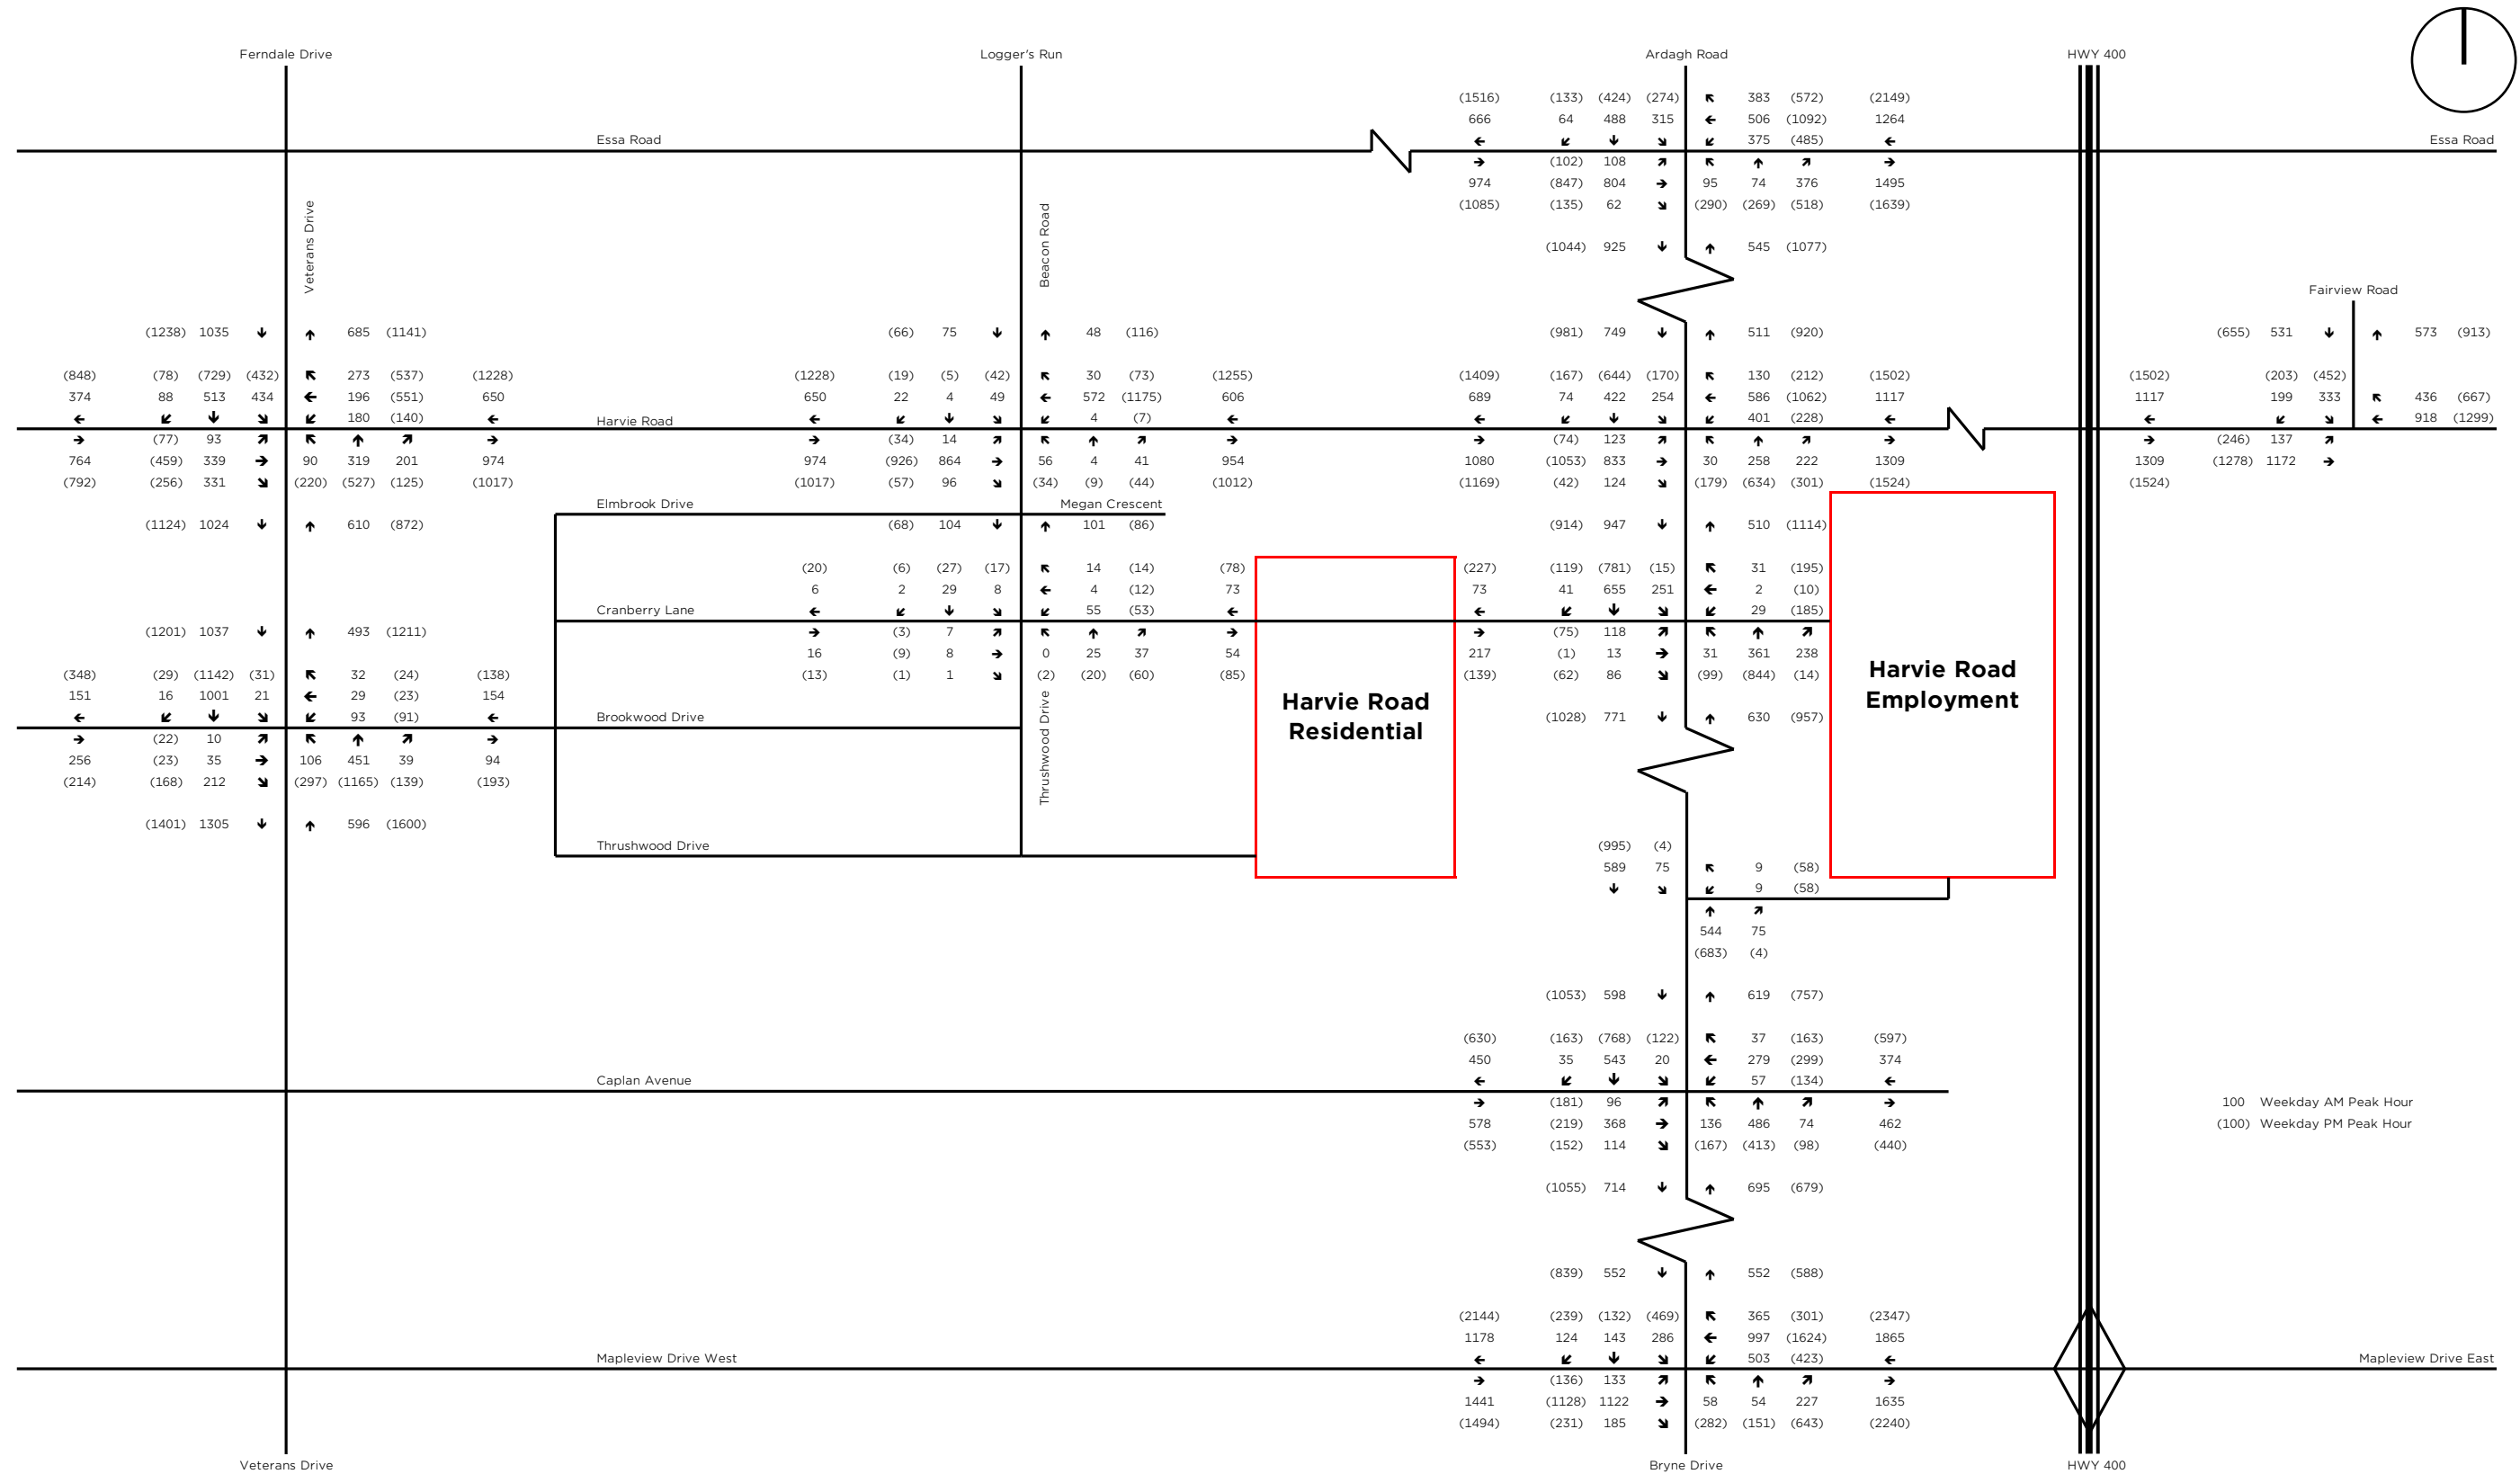 Ferndale Drive Logger's Run Ardagh Road HWY 400
(1516) (133) (424) (274) 383 (572) (2149)
666 64 488 315 506 (1092) 1264
Essa Road 375 (485) Essa Road
(102) 108
974 (847) 804 95 74 376 1495
(1085) (135) 62 (290) (269) (518) (1639)
Veterans Drive
Beacon Road
(1044) 925 545 (1077)
Fairview Road
(1238) 1035 685 (1141) (66) 75 48 (116) (981) 749 511 (920) (655) 531 573 (913)
(848) (78) (729) (432) 273 (537) (1228) (1228) (19) (5) (42) 30 (73) (1255) (1409) (167) (644) (170) 130 (212) (1502) (1502) (203) (452)
374 88 513 434 196 (551) 650 650 22 4 49 572 (1175) 606 689 74 422 254 586 (1062) 1117 1117 199 333 436 (667)
180 (140) Harvie Road 4 (7) 401 (228) 918 (1299)
(77) 93 (34) 14 (74) 123 (246) 137
764 (459) 339 90 319 201 974 974 (926) 864 56 4 41 954 1080 (1053) 833 30 258 222 1309 1309 (1278) 1172
(792) (256) 331 (220) (527) (125) (1017) (1017) (57) 96 (34) (9) (44) (1012) (1169) (42) 124 (179) (634) (301) (1524) (1524)
Elmbrook Drive Megan Crescent
(1124) 1024 610 (872) (68) 104 101 (86) (914) 947 510 (1114)
(20) (6) (27) (17) 14 (14) (78) (227) (119) (781) (15) 31 (195)
6 2 29 8 4 (12) 73 73 41 655 251 2 (10)
Cranberry Lane 55 (53) 29 (185)
(1201) 1037 493 (1211) (3) 7 (75) 118
16 (9) 8 0 25 37 54 217 (1) 13 31 361 238
(348) (29) (1142) (31) 32 (24) (138) (13) (1) 1 (2) (20) (60) (85) (139) (62) 86 (99) (844) (14)
Harvie Road
Employment
151 16 1001 21 29 (23) 154
Harvie Road
Residential
93 (91) Brookwood Drive (1028) 771 630 (957)
Thrushwood Drive
(22) 10
256 (23) 35 106 451 39 94
(214) (168) 212 (297) (1165) (139) (193)
(1401) 1305 596 (1600)
Thrushwood Drive (995) (4)
589 75 9 (58)
9 (58)
544 75
(683) (4)
(1053) 598 619 (757)
(630) (163) (768) (122) 37 (163) (597)
450 35 543 20 279 (299) 374
Caplan Avenue 57 (134)
(181) 96 100 Weekday AM Peak Hour
578 (219) 368 136 486 74 462 (100) Weekday PM Peak Hour
(553) (152) 114 (167) (413) (98) (440)
(1055) 714 695 (679)
(839) 552 552 (588)
(2144) (239) (132) (469) 365 (301) (2347)
1178 124 143 286 997 (1624) 1865
Mapleview Drive West 503 (423) Mapleview Drive East
(136) 133
1441 (1128) 1122 58 54 227 1635
(1494) (231) 185 (282) (151) (643) (2240)
Veterans Drive Bryne Drive HWY 400